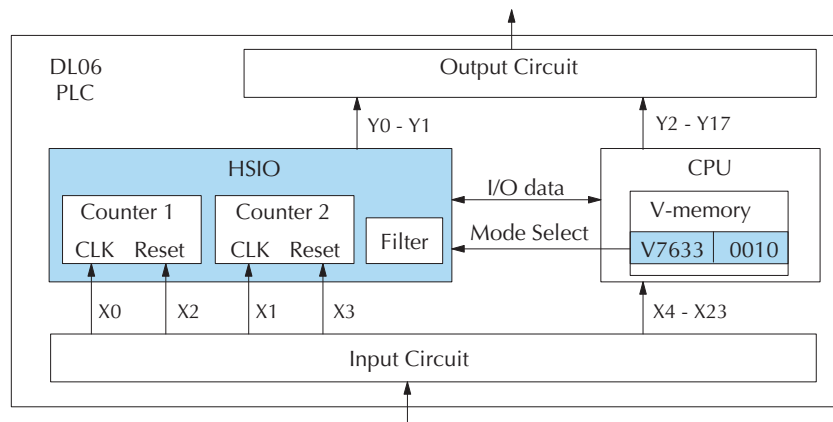 DL06
PLC
Output Circuit
Y0 - Y1
Y2 - Y17
HSIO
CPU
I/O data
Counter 1
Counter 2
V-memory
CLK Reset
CLK Reset
Filter
Mode Select
V7633 0010
X0
X2
X1
X3
X4 - X23
Input Circuit